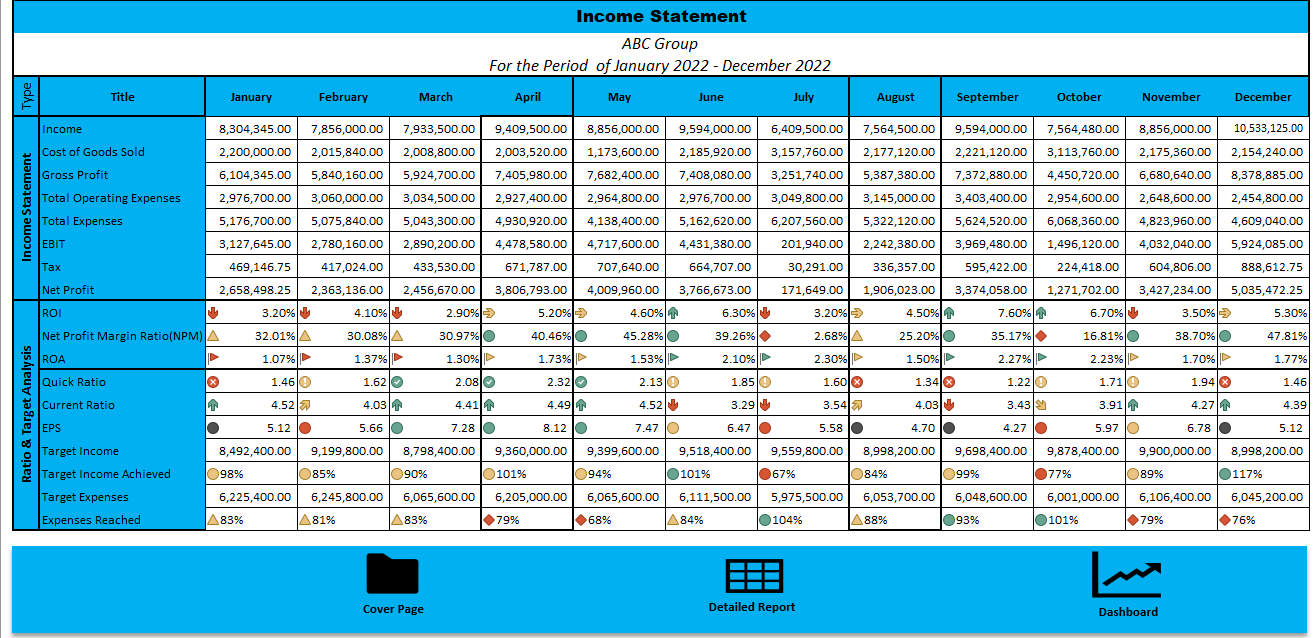 Income Statement
ABC Group
For the Period of January 2022 - December 2022
Type Title January February March April May June July August September October November December
Income Statement
Income 8,304,345.00 7,856,000.00 7,933,500.00 9,409,500.00 8,856,000.00 9,594,000.00 6,409,500.00 7,564,500.00 9,594,000.00 7,564,480.00 8,856,000.00 10,533,125.00
Cost of Goods Sold 2,200,000.00 2,015,840.00 2,008,800.00 2,003,520.00 1,173,600.00 2,185,920.00 3,157,760.00 2,177,120.00 2,221,120.00 3,113,760.00 2,175,360.00 2,154,240.00
Gross Profit 6,104,345.00 5,840,160.00 5,924,700.00 7,405,980.00 7,682,400.00 7,408,080.00 3,251,740.00 5,387,380.00 7,372,880.00 4,450,720.00 6,680,640.00 8,378,885.00
Total Operating Expenses 2,976,700.00 3,060,000.00 3,034,500.00 2,927,400.00 2,964,800.00 2,976,700.00 3,049,800.00 3,145,000.00 3,403,400.00 2,954,600.00 2,648,600.00 2,454,800.00
Total Expenses 5,176,700.00 5,075,840.00 5,043,300.00 4,930,920.00 4,138,400.00 5,162,620.00 6,207,560.00 5,322,120.00 5,624,520.00 6,068,360.00 4,823,960.00 4,609,040.00
EBIT 3,127,645.00 2,780,160.00 2,890,200.00 4,478,580.00 4,717,600.00 4,431,380.00 201,940.00 2,242,380.00 3,969,480.00 1,496,120.00 4,032,040.00 5,924,085.00
Tax 469,146.75 417,024.00 433,530.00 671,787.00 707,640.00 664,707.00 30,291.00 336,357.00 595,422.00 224,418.00 604,806.00 888,612.75
Net Profit 2,658,498.25 2,363,136.00 2,456,670.00 3,806,793.00 4,009,960.00 3,766,673.00 171,649.00 1,906,023.00 3,374,058.00 1,271,702.00 3,427,234.00 5,035,472.25
Ratio & Target Analysis
ROI 3.20% 4.10% 2.90% 5.20% 4.60% 6.30% 3.20% 4.50% 7.60% 6.70% 3.50% 5.30%
Net Profit Margin Ratio(NPM) 32.01% 30.08% 30.97% 40.46% 45.28% 39.26% 2.68% 25.20% 35.17% 16.81% 38.70% 47.81%
ROA 1.07% 1.37% 1.30% 1.73% 1.53% 2.10% 2.30% 1.50% 2.27% 2.23% 1.70% 1.77%
Quick Ratio 1.46 1.62 2.08 2.32 2.13 1.85 1.60 1.34 1.22 1.71 1.94 1.46
Current Ratio 4.52 4.03 4.41 4.49 4.52 3.29 3.54 4.03 3.43 3.91 4.27 4.39
EPS 5.12 5.66 7.28 8.12 7.47 6.47 5.58 4.70 4.27 5.97 6.78 5.12
Target Income 8,492,400.00 9,199,800.00 8,798,400.00 9,360,000.00 9,399,600.00 9,518,400.00 9,559,800.00 8,998,200.00 9,698,400.00 9,878,400.00 9,900,000.00 8,998,200.00
Target Income Achieved 98% 85% 90% 101% 94% 101% 67% 84% 99% 77% 89% 117%
Target Expenses 6,225,400.00 6,245,800.00 6,065,600.00 6,205,000.00 6,065,600.00 6,111,500.00 5,975,500.00 6,053,700.00 6,048,600.00 6,001,000.00 6,106,400.00 6,045,200.00
Expenses Reached 83% 81% 83% 79% 68% 84% 104% 88% 93% 101% 79% 76%
Cover Page
Detailed Report
Dashboard